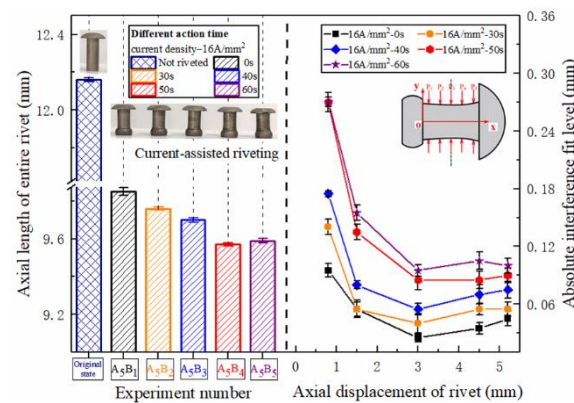 12.4
12.0
9.6
9.2
Axial length of entire rivet (mm)
Different action time
current density–16A/mm²
Not riveted
0s
30s
40s
50s
60s
Current-assisted riveting
Original
state
A₅B₁
A₅B₂
A₅B₃
A₅B₄
A₅B₅
Experiment number
16A/mm²-0s
16A/mm²-30s
16A/mm²-40s
16A/mm²-50s
16A/mm²-60s
y
o
x
0
1
2
3
4
5
Axial displacement of rivet (mm)
0.36
0.30
0.24
0.18
0.12
0.06
Absolute interference fit level (mm)